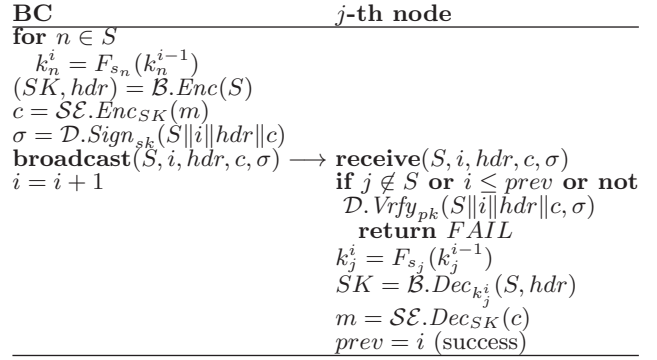 BC j-th node
for n ∈ S
k_n^i = F_{s_n}(k_n^{i−1})
(SK, hdr) = B.Enc(S)
c = SE.Enc_{SK}(m)
σ = D.Sign_{sk}(S‖i‖hdr‖c)
broadcast(S, i, hdr, c, σ) ⟶ receive(S, i, hdr, c, σ)
i = i + 1 if j ∉ S or i ≤ prev or not
D.Vrfy_{pk}(S‖i‖hdr‖c, σ)
return FAIL
k_j^i = F_{s_j}(k_j^{i−1})
SK = B.Dec_{k_j^i}(S, hdr)
m = SE.Dec_{SK}(c)
prev = i (success)